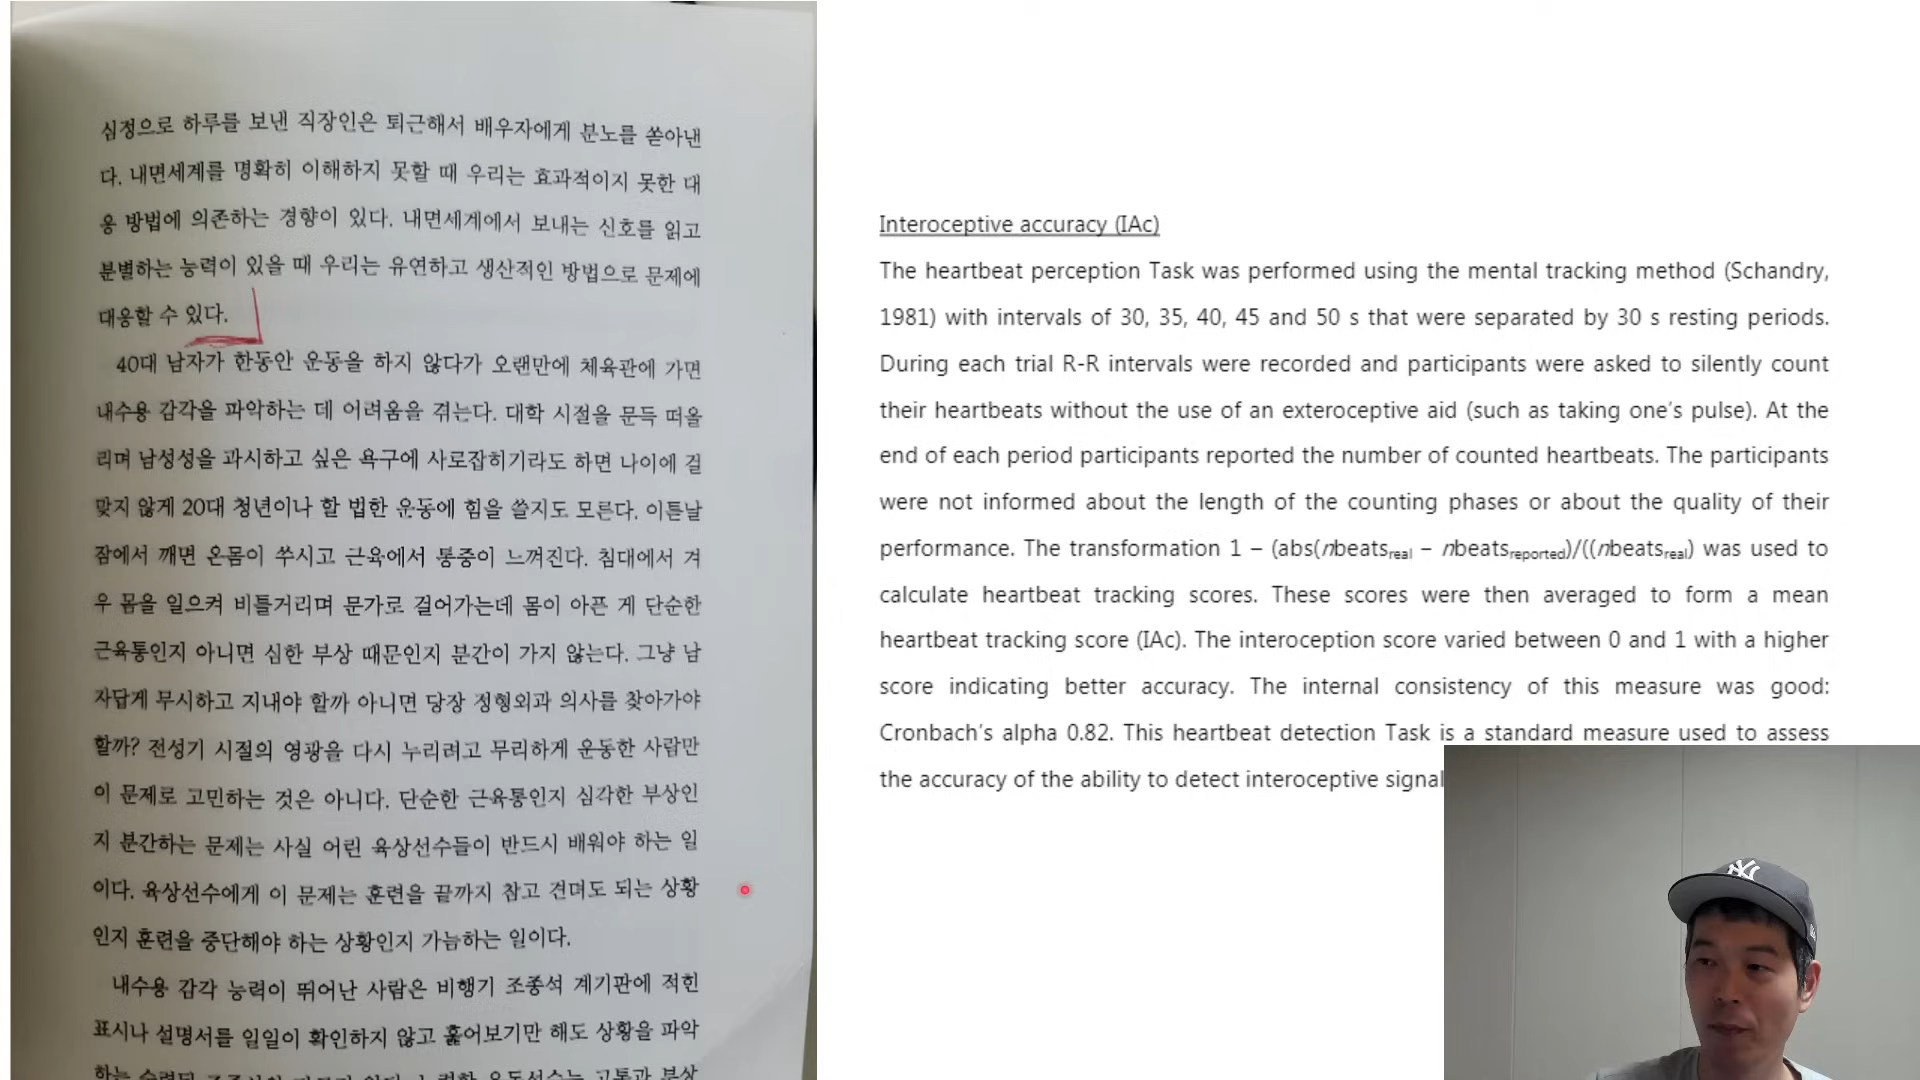 심정으로 하루를 보낸 직장인은 퇴근해서 배우자에게 분노를 쏟아낸
다. 내면세계를 명확히 이해하지 못할 때 우리는 효과적이지 못한 대
응 방법에 의존하는 경향이 있다. 내면세계에서 보내는 신호를 읽고
분별하는 능력이 있을 때 우리는 유연하고 생산적인 방법으로 문제에
대응할 수 있다.
40대 남자가 한동안 운동을 하지 않다가 오랜만에 체육관에 가면
내수용 감각을 파악하는 데 어려움을 겪는다. 대학 시절을 문득 떠올
리며 남성성을 과시하고 싶은 욕구에 사로잡히기라도 하면 나이에 걸
맞지 않게 20대 청년이나 할 법한 운동에 힘을 쓸지도 모른다. 이튿날
잠에서 깨면 온몸이 쑤시고 근육에서 통증이 느껴진다. 침대에서 겨
우 몸을 일으켜 비틀거리며 문가로 걸어가는데 몸이 아픈 게 단순한
근육통인지 아니면 심한 부상 때문인지 분간이 가지 않는다. 그냥 남
자답게 무시하고 지내야 할까 아니면 당장 정형외과 의사를 찾아가야
할까? 전성기 시절의 영광을 다시 누리려고 무리하게 운동한 사람만
이 문제로 고민하는 것은 아니다. 단순한 근육통인지 심각한 부상인
지 분간하는 문제는 사실 어린 육상선수들이 반드시 배워야 하는 일
이다. 육상선수에게 이 문제는 훈련을 끝까지 참고 견뎌도 되는 상황
인지 훈련을 중단해야 하는 상황인지 가늠하는 일이다.
내수용 감각 능력이 뛰어난 사람은 비행기 조종석 계기판에 적힌
표시나 설명서를 일일이 확인하지 않고 훑어보기만 해도 상황을 파악
Interoceptive accuracy (IAc)
The heartbeat perception Task was performed using the mental tracking method (Schandry,
1981) with intervals of 30, 35, 40, 45 and 50 s that were separated by 30 s resting periods.
During each trial R-R intervals were recorded and participants were asked to silently count
their heartbeats without the use of an exteroceptive aid (such as taking one's pulse). At the
end of each period participants reported the number of counted heartbeats. The participants
were not informed about the length of the counting phases or about the quality of their
performance. The transformation 1 – (abs(nbeatsreal – nbeatsreported)/((nbeatsreal) was used to
calculate heartbeat tracking scores. These scores were then averaged to form a mean
heartbeat tracking score (IAc). The interoception score varied between 0 and 1 with a higher
score indicating better accuracy. The internal consistency of this measure was good:
Cronbach's alpha 0.82. This heartbeat detection Task is a standard measure used to assess
the accuracy of the ability to detect interoceptive signal
NY